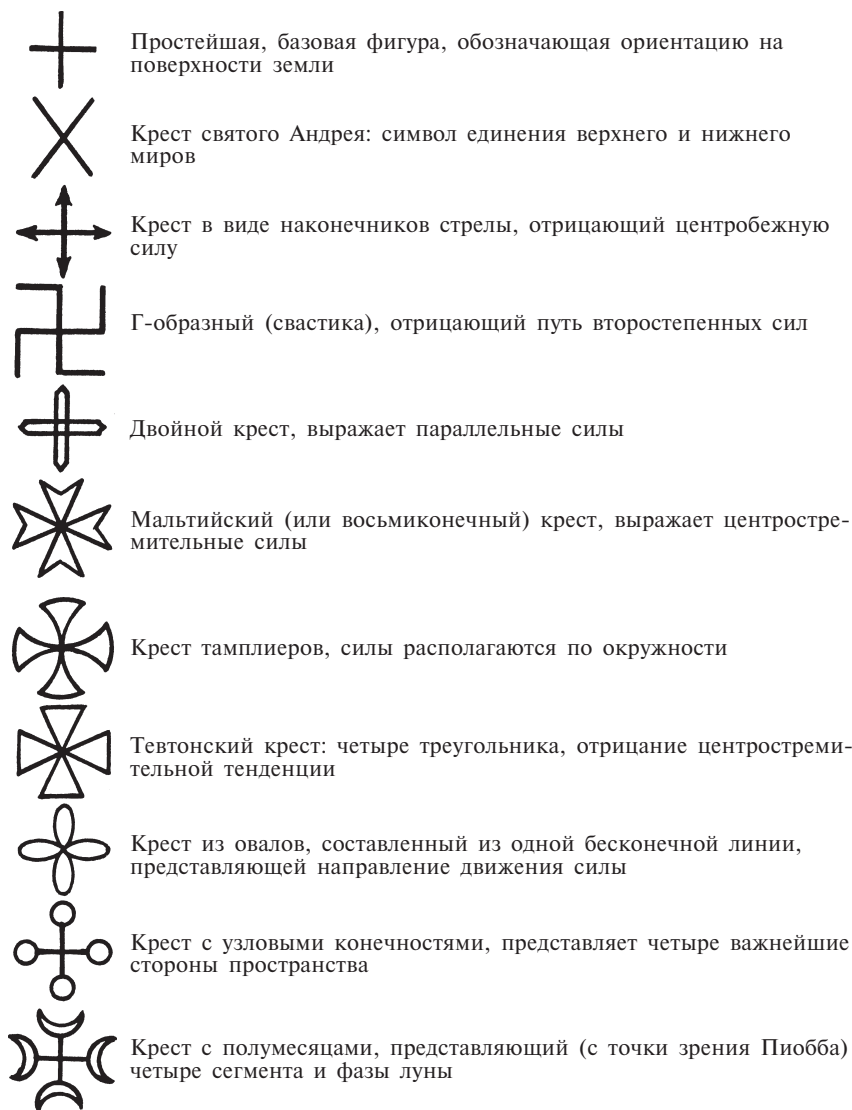 Простейшая, базовая фигура, обозначающая ориентацию на
поверхности земли
Крест святого Андрея: символ единения верхнего и нижнего
миров
Крест в виде наконечников стрелы, отрицающий центробежную
силу
Г-образный (свастика), отрицающий путь второстепенных сил
Двойной крест, выражает параллельные силы
Мальтийский (или восьмиконечный) крест, выражает центростре-
мительные силы
Крест тамплиеров, силы располагаются по окружности
Тевтонский крест: четыре треугольника, отрицание центростреми-
тельной тенденции
Крест из овалов, составленный из одной бесконечной линии,
представляющей направление движения силы
Крест с узловыми конечностями, представляет четыре важнейшие
стороны пространства
Крест с полумесяцами, представляющий (с точки зрения Пиобба)
четыре сегмента и фазы луны